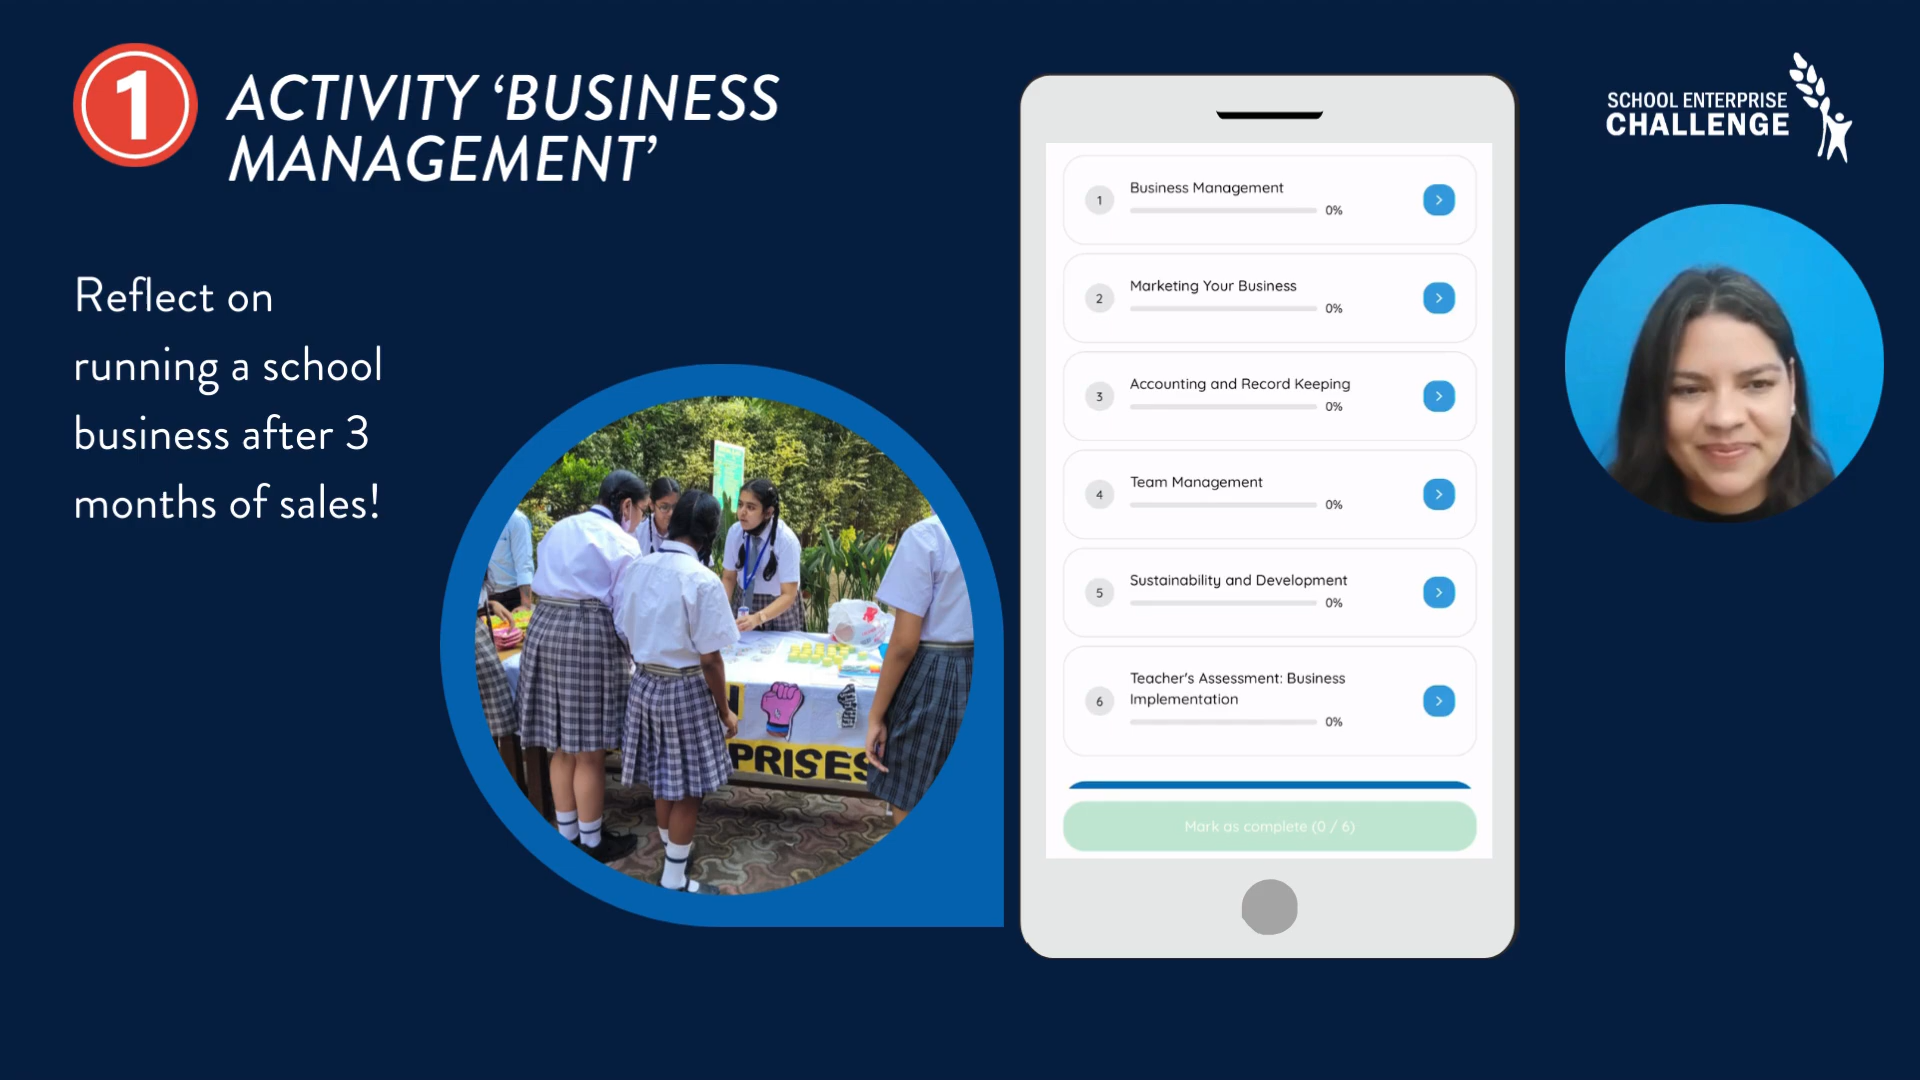 1
ACTIVITY ‘BUSINESS
MANAGEMENT’
Reflect on
running a school
business after 3
months of sales!
PRISES
1
Business Management
0%
2
Marketing Your Business
0%
3
Accounting and Record Keeping
0%
4
Team Management
0%
5
Sustainability and Development
0%
6
Teacher's Assessment: Business
Implementation
0%
Mark as complete (0 / 6)
SCHOOL ENTERPRISE
CHALLENGE